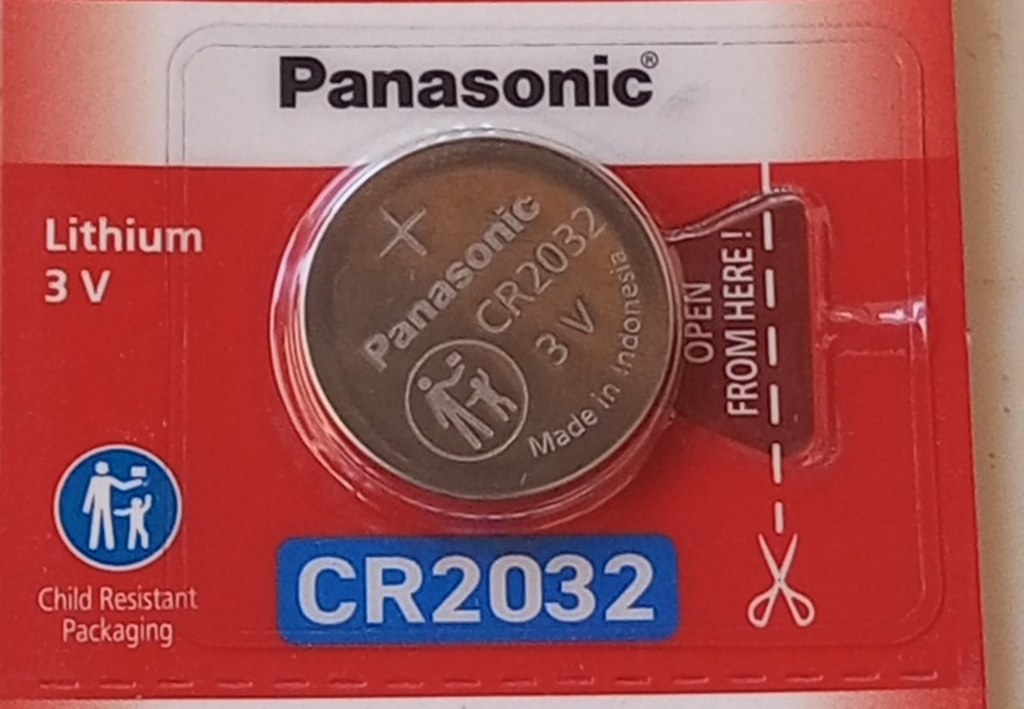 Panasonic®
Lithium
3 V
+
Panasonic
CR2032
3 V
Made in Indonesia
OPEN
FROM HERE !
Child Resistant
Packaging
CR2032